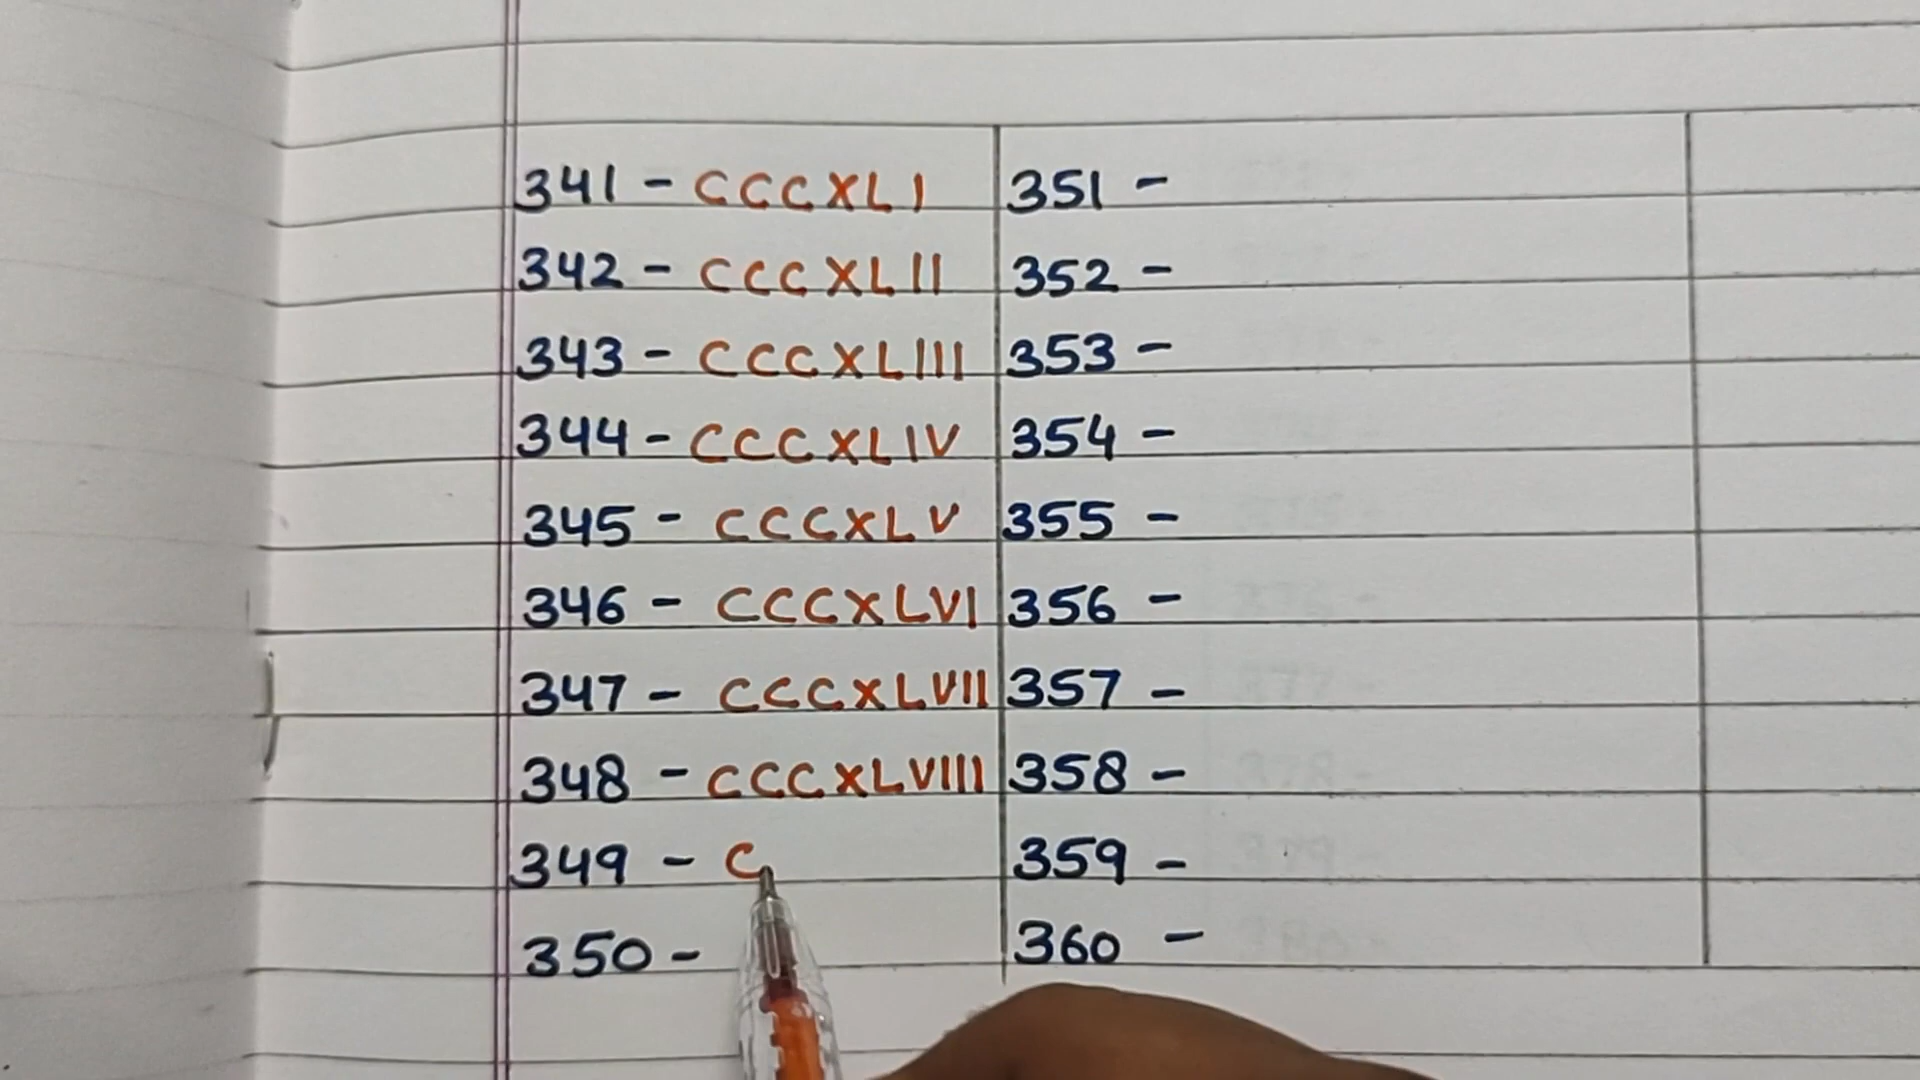 341 - CCCXLI
342 - CCCXLII
343 - CCCXLIII
344 - CCCXLIV
345 - CCCXLV
346 - CCCXLVI
347 - CCCXLVII
348 - CCCXLVIII
349 - C
350 -
351 -
352 -
353 -
354 -
355 -
356 -
357 -
358 -
359 -
360 -